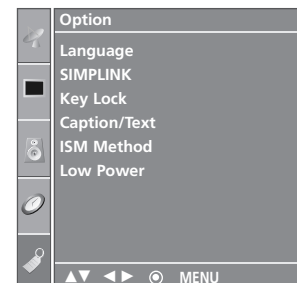 Option
Language
SIMPLINK
Key Lock
Caption/Text
ISM Method
Low Power
▲▼ ◄► ◉ MENU